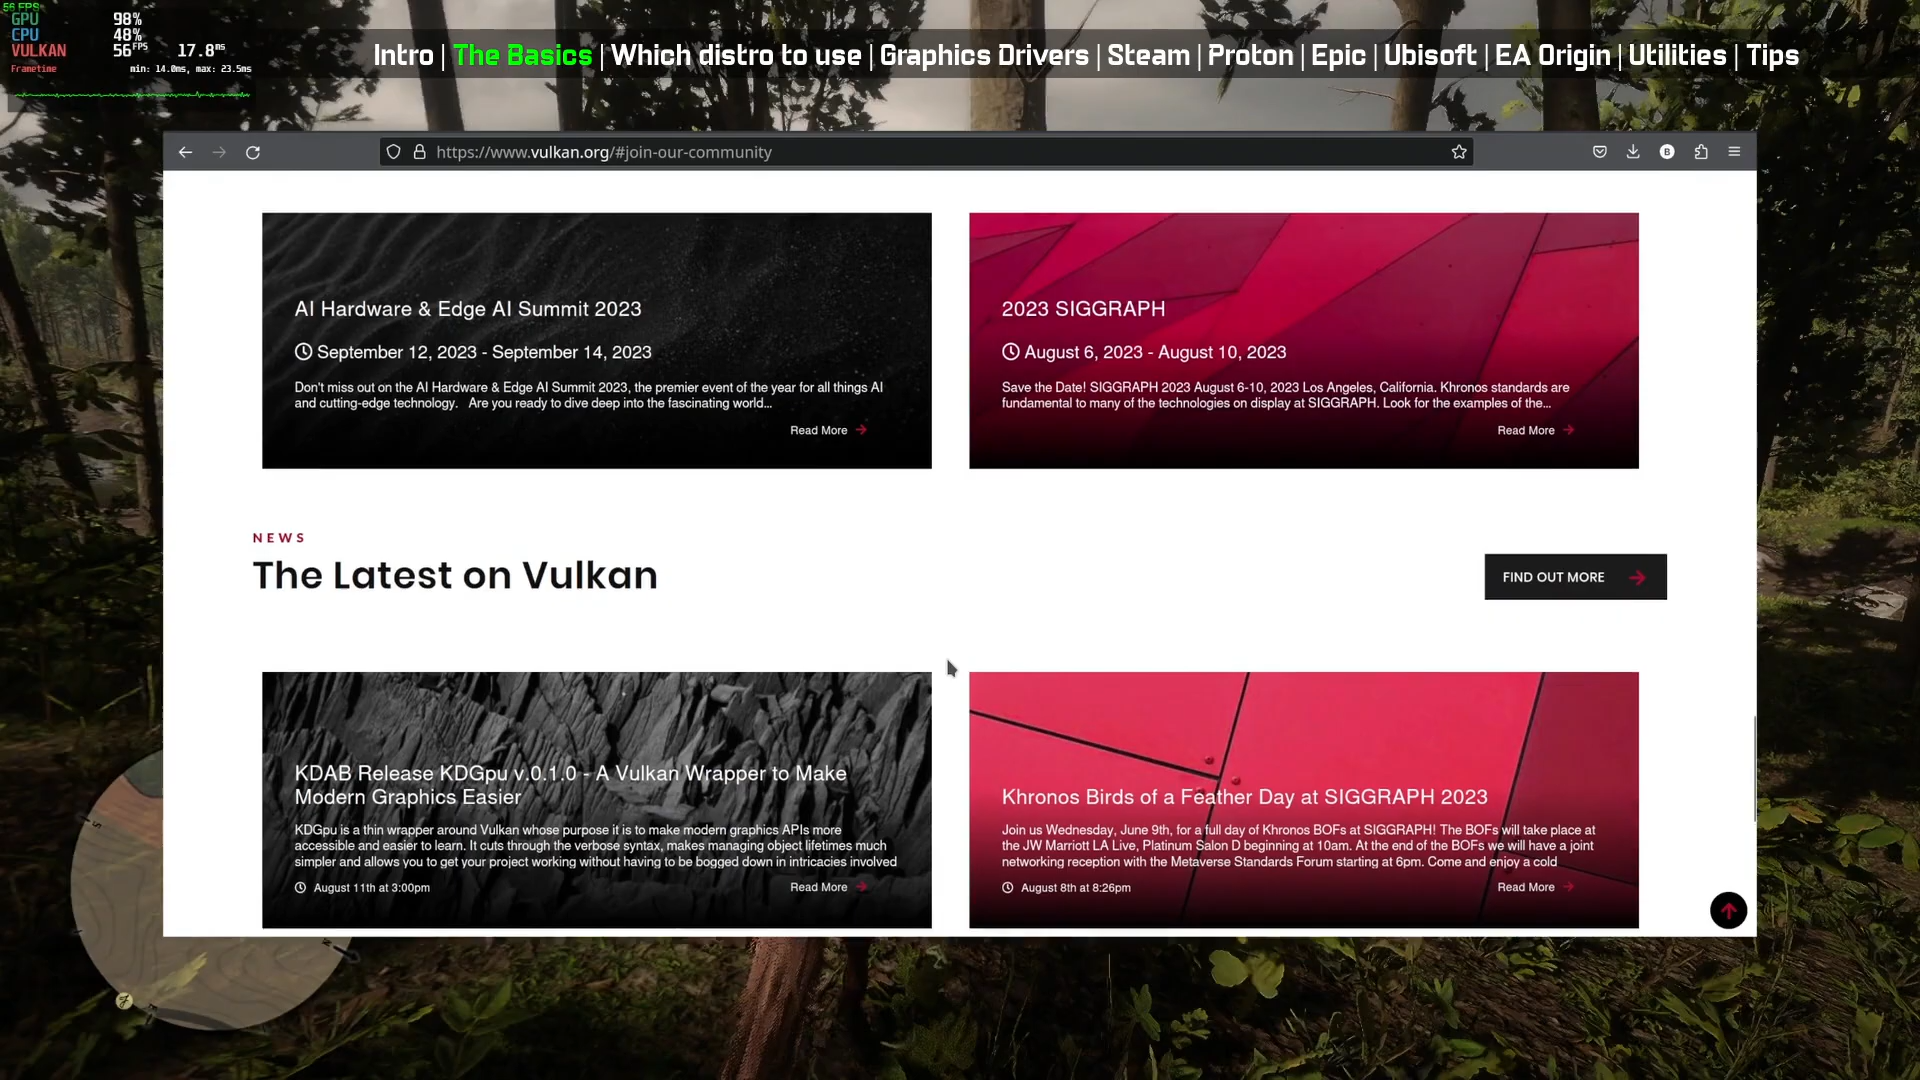 56 FPS
GPU 98%
CPU 48%
VULKAN 56 FPS 17.8ms
Frametime min: 14.0ms, max: 23.5ms
Intro | The Basics | Which distro to use | Graphics Drivers | Steam | Proton | Epic | Ubisoft | EA Origin | Utilities | Tips
https://www.vulkan.org/#join-our-community
B
AI Hardware & Edge AI Summit 2023
September 12, 2023 - September 14, 2023
Don't miss out on the AI Hardware & Edge AI Summit 2023, the premier event of the year for all things AI
and cutting-edge technology. Are you ready to dive deep into the fascinating world...
Read More
2023 SIGGRAPH
August 6, 2023 - August 10, 2023
Save the Date! SIGGRAPH 2023 August 6-10, 2023 Los Angeles, California. Khronos standards are
fundamental to many of the technologies on display at SIGGRAPH. Look for the examples of the...
Read More
NEWS
The Latest on Vulkan
FIND OUT MORE
KDAB Release KDGpu v.0.1.0 - A Vulkan Wrapper to Make
Modern Graphics Easier
KDGpu is a thin wrapper around Vulkan whose purpose it is to make modern graphics APIs more
accessible and easier to learn. It cuts through the verbose syntax, makes managing object lifetimes much
simpler and allows you to get your project working without having to be bogged down in intricacies involved
August 11th at 3:00pm
Read More
Khronos Birds of a Feather Day at SIGGRAPH 2023
Join us Wednesday, June 9th, for a full day of Khronos BOFs at SIGGRAPH! The BOFs will take place at
the JW Marriott LA Live, Platinum Salon D beginning at 10am. At the end of the BOFs we will have a joint
networking reception with the Metaverse Standards Forum starting at 6pm. Come and enjoy a cold
August 8th at 8:26pm
Read More